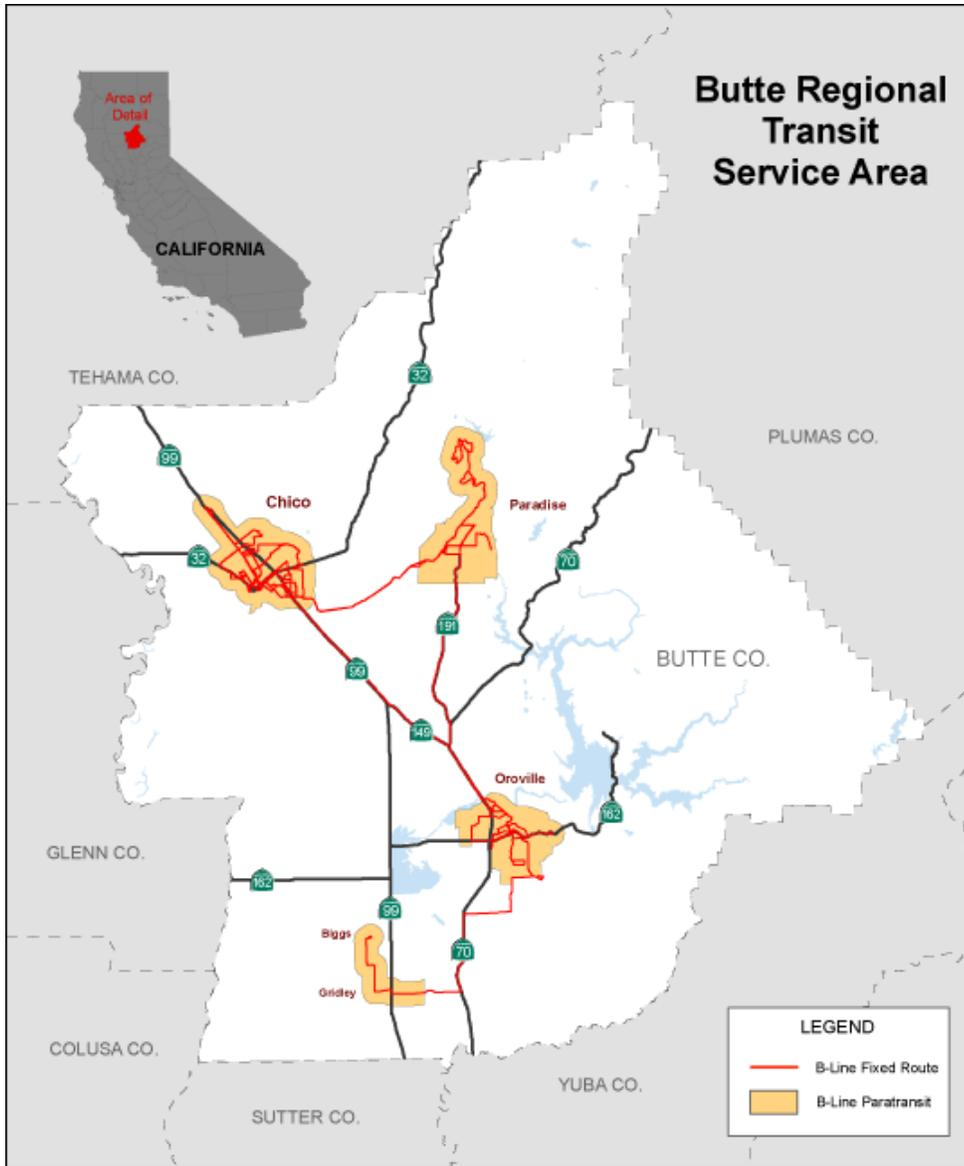 Butte Regional
Transit
Service Area
Area of
Detail
CALIFORNIA
TEHAMA CO.
32
PLUMAS CO.
99
Chico
Paradise
32
70
191
BUTTE CO.
99
149
Oroville
162
GLENN CO.
162
99
Biggs
70
Gridley
LEGEND
B-Line Fixed Route
B-Line Paratransit
COLUSA CO.
YUBA CO.
SUTTER CO.